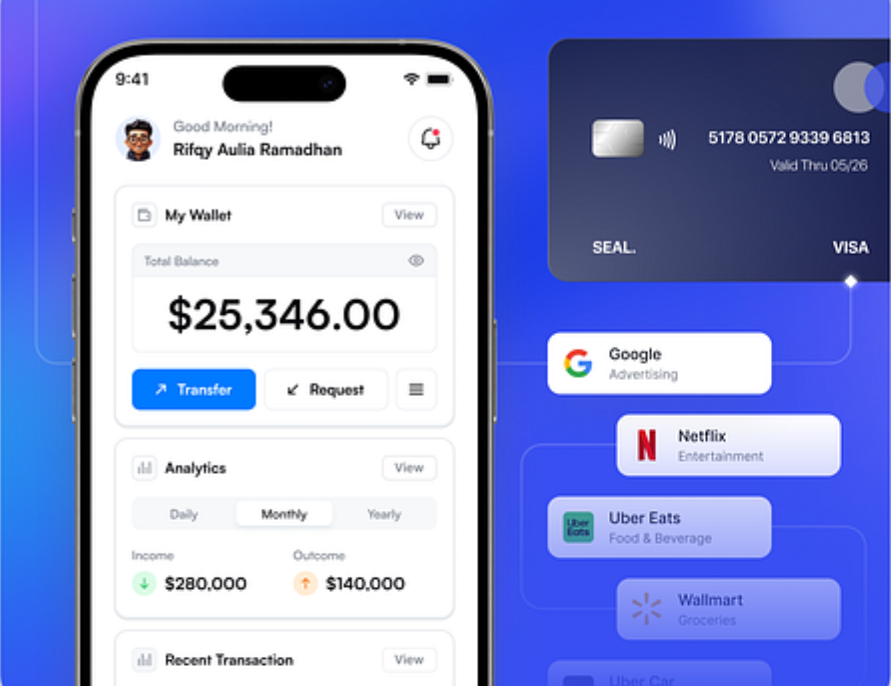 9:41
Good Morning!
Rifqy Aulia Ramadhan
My Wallet
View
Total Balance
$25,346.00
Transfer
Request
Analytics
View
Daily
Monthly
Yearly
Income
Outcome
$280,000
$140,000
Recent Transaction
View
5178 0572 9339 6813
Valid Thru 05/26
SEAL.
VISA
Google
Advertising
Netflix
Entertainment
Uber
Eats
Uber Eats
Food & Beverage
Wallmart
Groceries
Uber Car